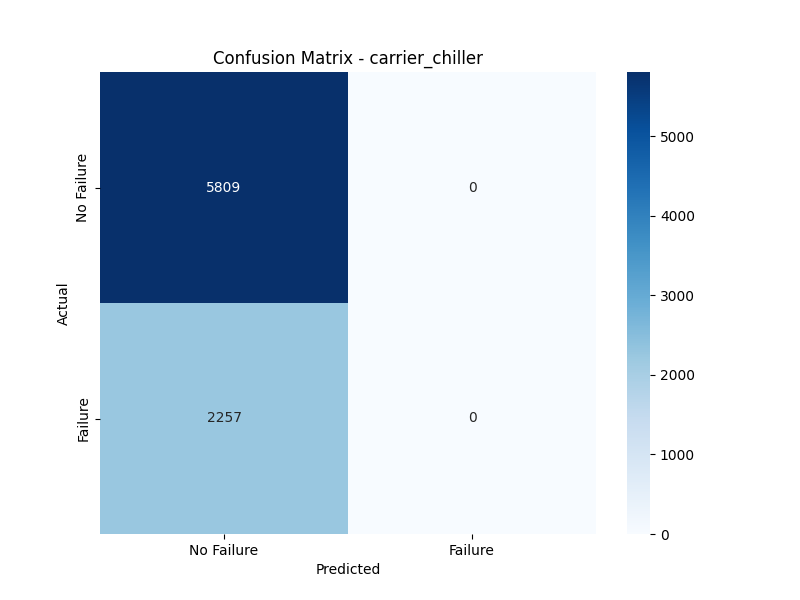 Confusion Matrix - carrier_chiller
No Failure
Failure
Actual
5809
0
2257
0
No Failure
Failure
Predicted
5000
4000
3000
2000
1000
0